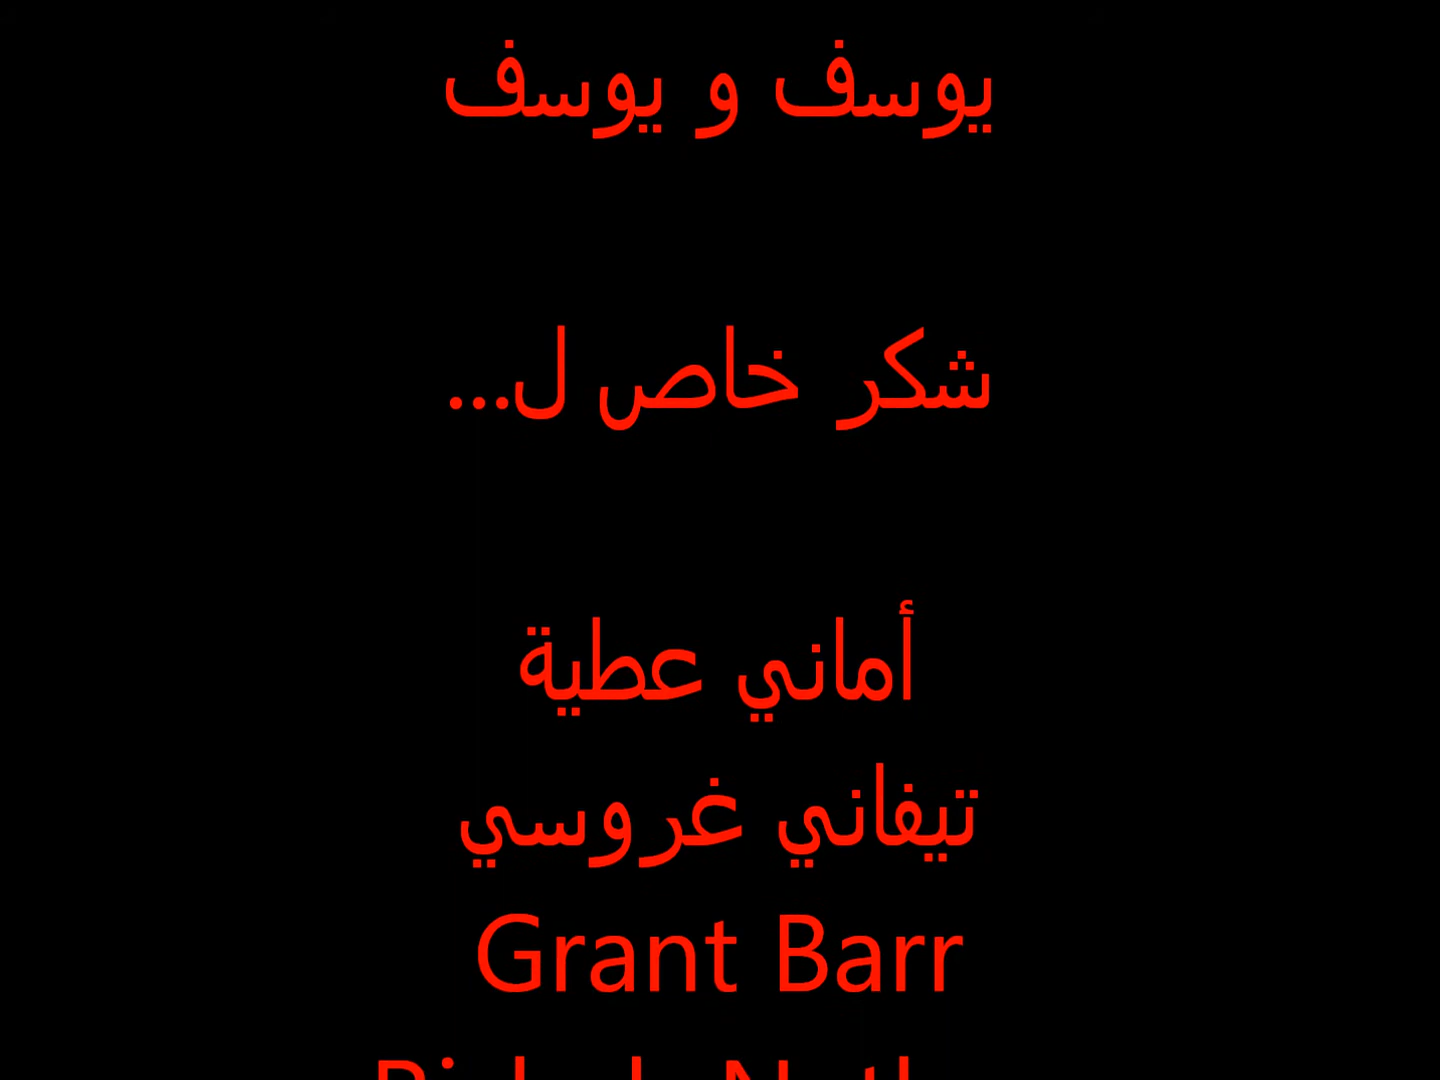 يوسف و يوسف
شكر خاص ل...
أماني عطية
تيفاني غروسي
Grant Barr